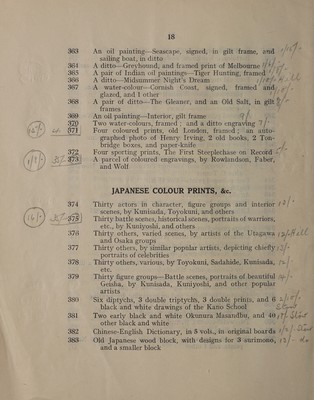 18
363 An oil painting—Seascape, signed, in gilt frame, and
sailing boat, in ditto
364 A ditto—Greyhound, and framed print of Melbourne
365 A pair of Indian oil paintings—Tiger Hunting, framed
366 A ditto—Midsummer Night's Dream
367 A water-colour—Cornish Coast, signed, framed and
glazed, and 1 other
368 A pair of ditto—The Gleaner, and an Old Salt, in gilt
frames
369 An oil painting—Interior, gilt frame
370 Two water-colours, framed; and a ditto engraving
371 Four coloured prints, old London, framed; an auto-
graphed photo of Henry Irving, 2 old books, 2 Ton-
bridge boxes, and paper-knife
372 Four sporting prints, The First Steeplechase on Record
373 A parcel of coloured engravings, by Rowlandson, Faber,
and Wolf
JAPANESE COLOUR PRINTS, &c.
374 Thirty actors in character, figure groups and interior
scenes, by Kunisada, Toyokuni, and others
375 Thirty battle scenes, historical scenes, portraits of warriors,
etc., by Kuniyoshi, and others
376 Thirty others, varied scenes, by artists of the Utagawa
and Osaka groups
377 Thirty others, by similar popular artists, depicting chiefly
portraits of celebrities
378 Thirty others, various, by Toyokuni, Sadahide, Kunisada,
etc.
379 Thirty figure groups—Battle scenes, portraits of beautiful
Geisha, by Kunisada, Kuniyoshi, and other popular
artists
380 Six diptychs, 3 double triptychs, 3 double prints, and 6
black and white drawings of the Kano School
381 Two early black and white Okumura Masandbu, and 40
other black and white
382 Chinese-English Dictionary, in 5 vols., in original boards
383 Old Japanese wood block, with designs for 3 surimono,
and a smaller block